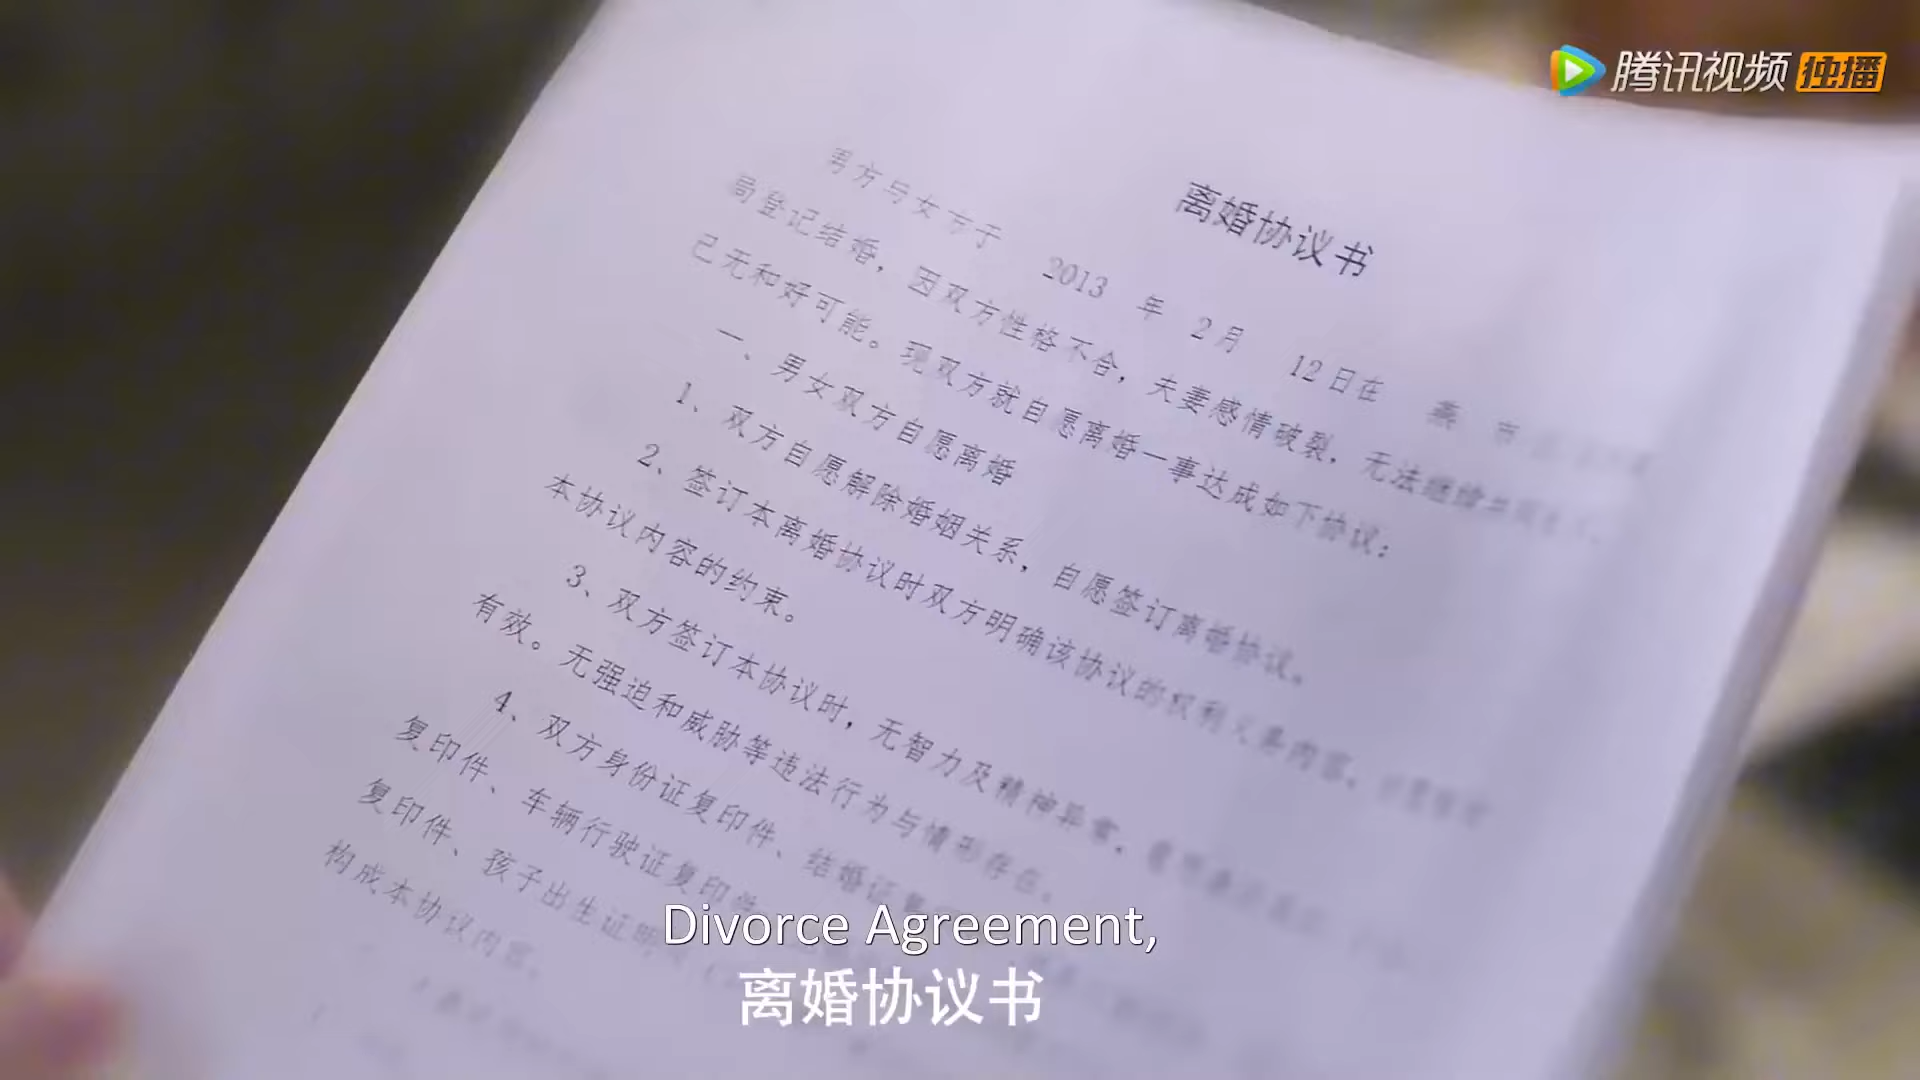 腾讯视频 独播
离婚协议书
男方与女方于 2013 年 2月 12日在 燕 市
局登记结婚，因双方性格不合，夫妻感情破裂，无法继续
已无和好可能。现双方就自愿离婚一事达成如下协议：
一、男女双方自愿离婚
1、双方自愿解除婚姻关系，自愿签订离婚协议。
2、签订本离婚协议时双方明确该协议的权利义务内容，
本协议内容的约束。
3、双方签订本协议时，无智力及精神异常，
有效。无强迫和威胁等违法行为与情形存在。
4、双方身份证复印件、结婚证复
复印件、车辆行驶证复印件
复印件、孩子出生证明
构成本协议内容。
Divorce Agreement,
离婚协议书